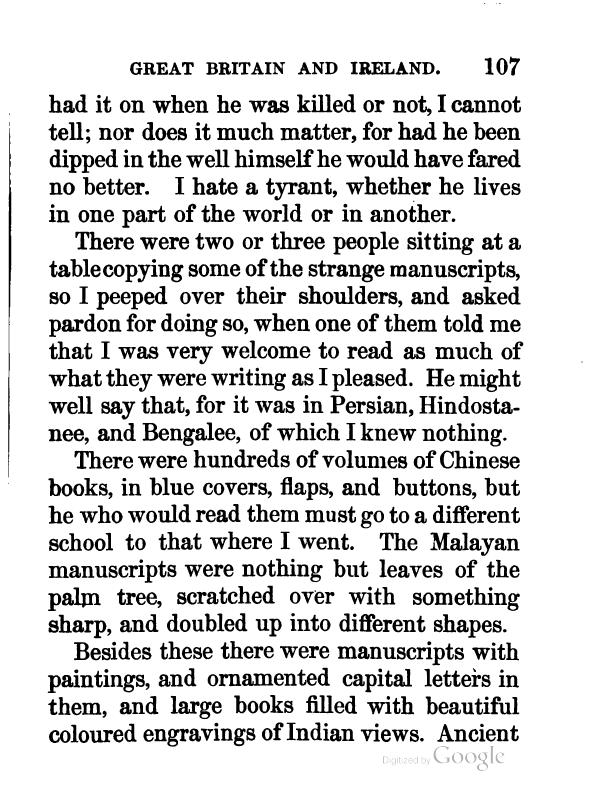 GREAT BRITAIN AND IRELAND. 107
had it on when he was killed or not, I cannot
tell; nor does it much matter, for had he been
dipped in the well himself he would have fared
no better. I hate a tyrant, whether he lives
in one part of the world or in another.
There were two or three people sitting at a
table copying some of the strange manuscripts,
so I peeped over their shoulders, and asked
pardon for doing so, when one of them told me
that I was very welcome to read as much of
what they were writing as I pleased. He might
well say that, for it was in Persian, Hindosta-
nee, and Bengalee, of which I knew nothing.
There were hundreds of volumes of Chinese
books, in blue covers, flaps, and buttons, but
he who would read them must go to a different
school to that where I went. The Malayan
manuscripts were nothing but leaves of the
palm tree, scratched over with something
sharp, and doubled up into different shapes.
Besides these there were manuscripts with
paintings, and ornamented capital letters in
them, and large books filled with beautiful
coloured engravings of Indian views. Ancient
Digitized by Google